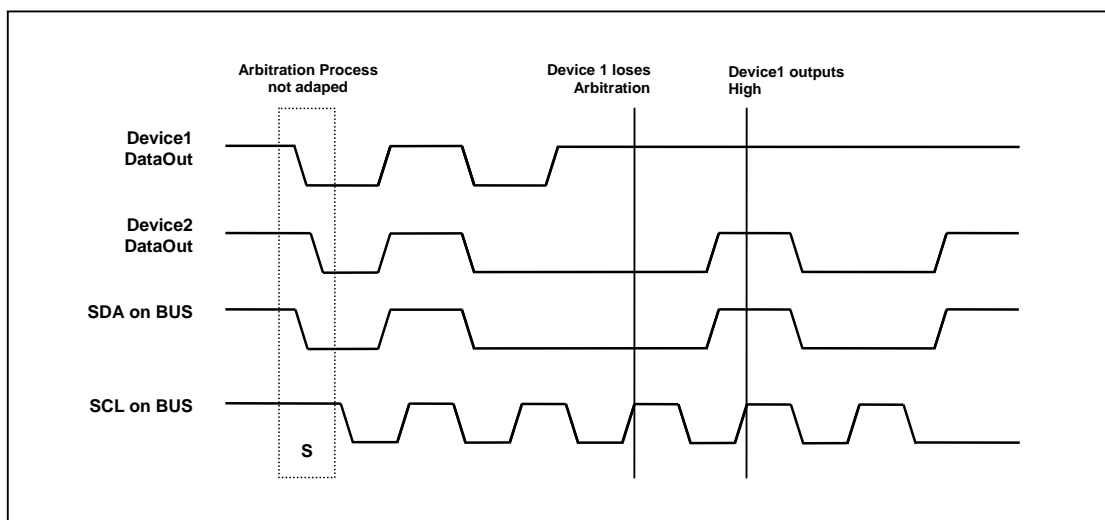 Arbitration Process
not adaped
Device 1 loses
Arbitration
Device1 outputs
High
Device1
DataOut
Device2
DataOut
SDA on BUS
SCL on BUS
S